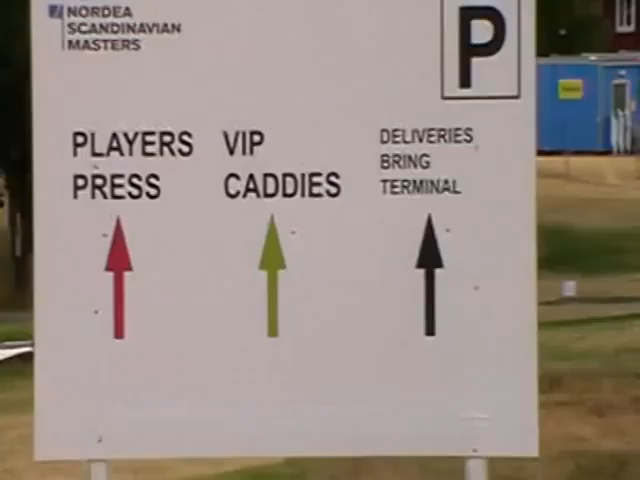 NORDEA
SCANDINAVIAN
MASTERS
P
PLAYERS
PRESS
VIP
CADDIES
DELIVERIES
BRING
TERMINAL